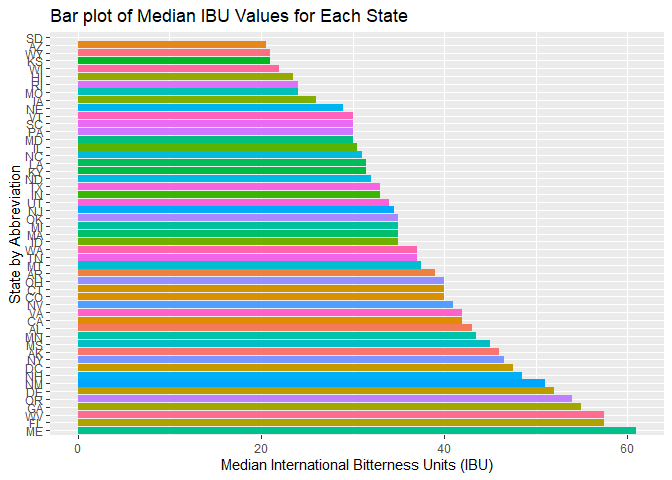 Bar plot of Median IBU Values for Each State
SD
AZ
WY
KS
WI
HI
RI
MO
IA
NE
VT
SC
PA
MD
IL
NC
LA
KY
ND
TX
IN
UT
NJ
OK
MI
MA
ID
WA
TN
MT
AR
OH
CT
CO
NV
VA
CA
AL
MN
MS
AK
NY
DC
NH
NM
DE
OR
GA
WV
FL
ME
State by Abbreviation
0 20 40 60
Median International Bitterness Units (IBU)